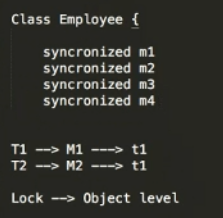 Class Employee {
syncronized m1
syncronized m2
syncronized m3
syncronized m4
T1 --> M1 ---> t1
T2 --> M2 ---> t1
Lock --> Object level